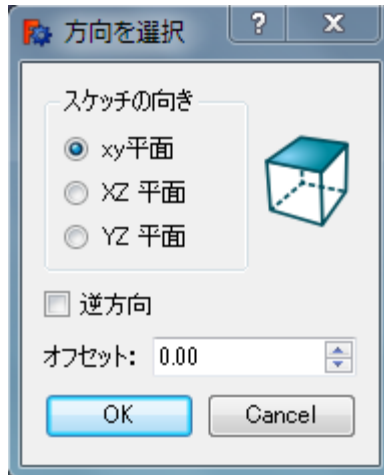 方向を選択
スケッチの向き
xy平面
XZ 平面
YZ 平面
逆方向
オフセット: 0.00
OK Cancel